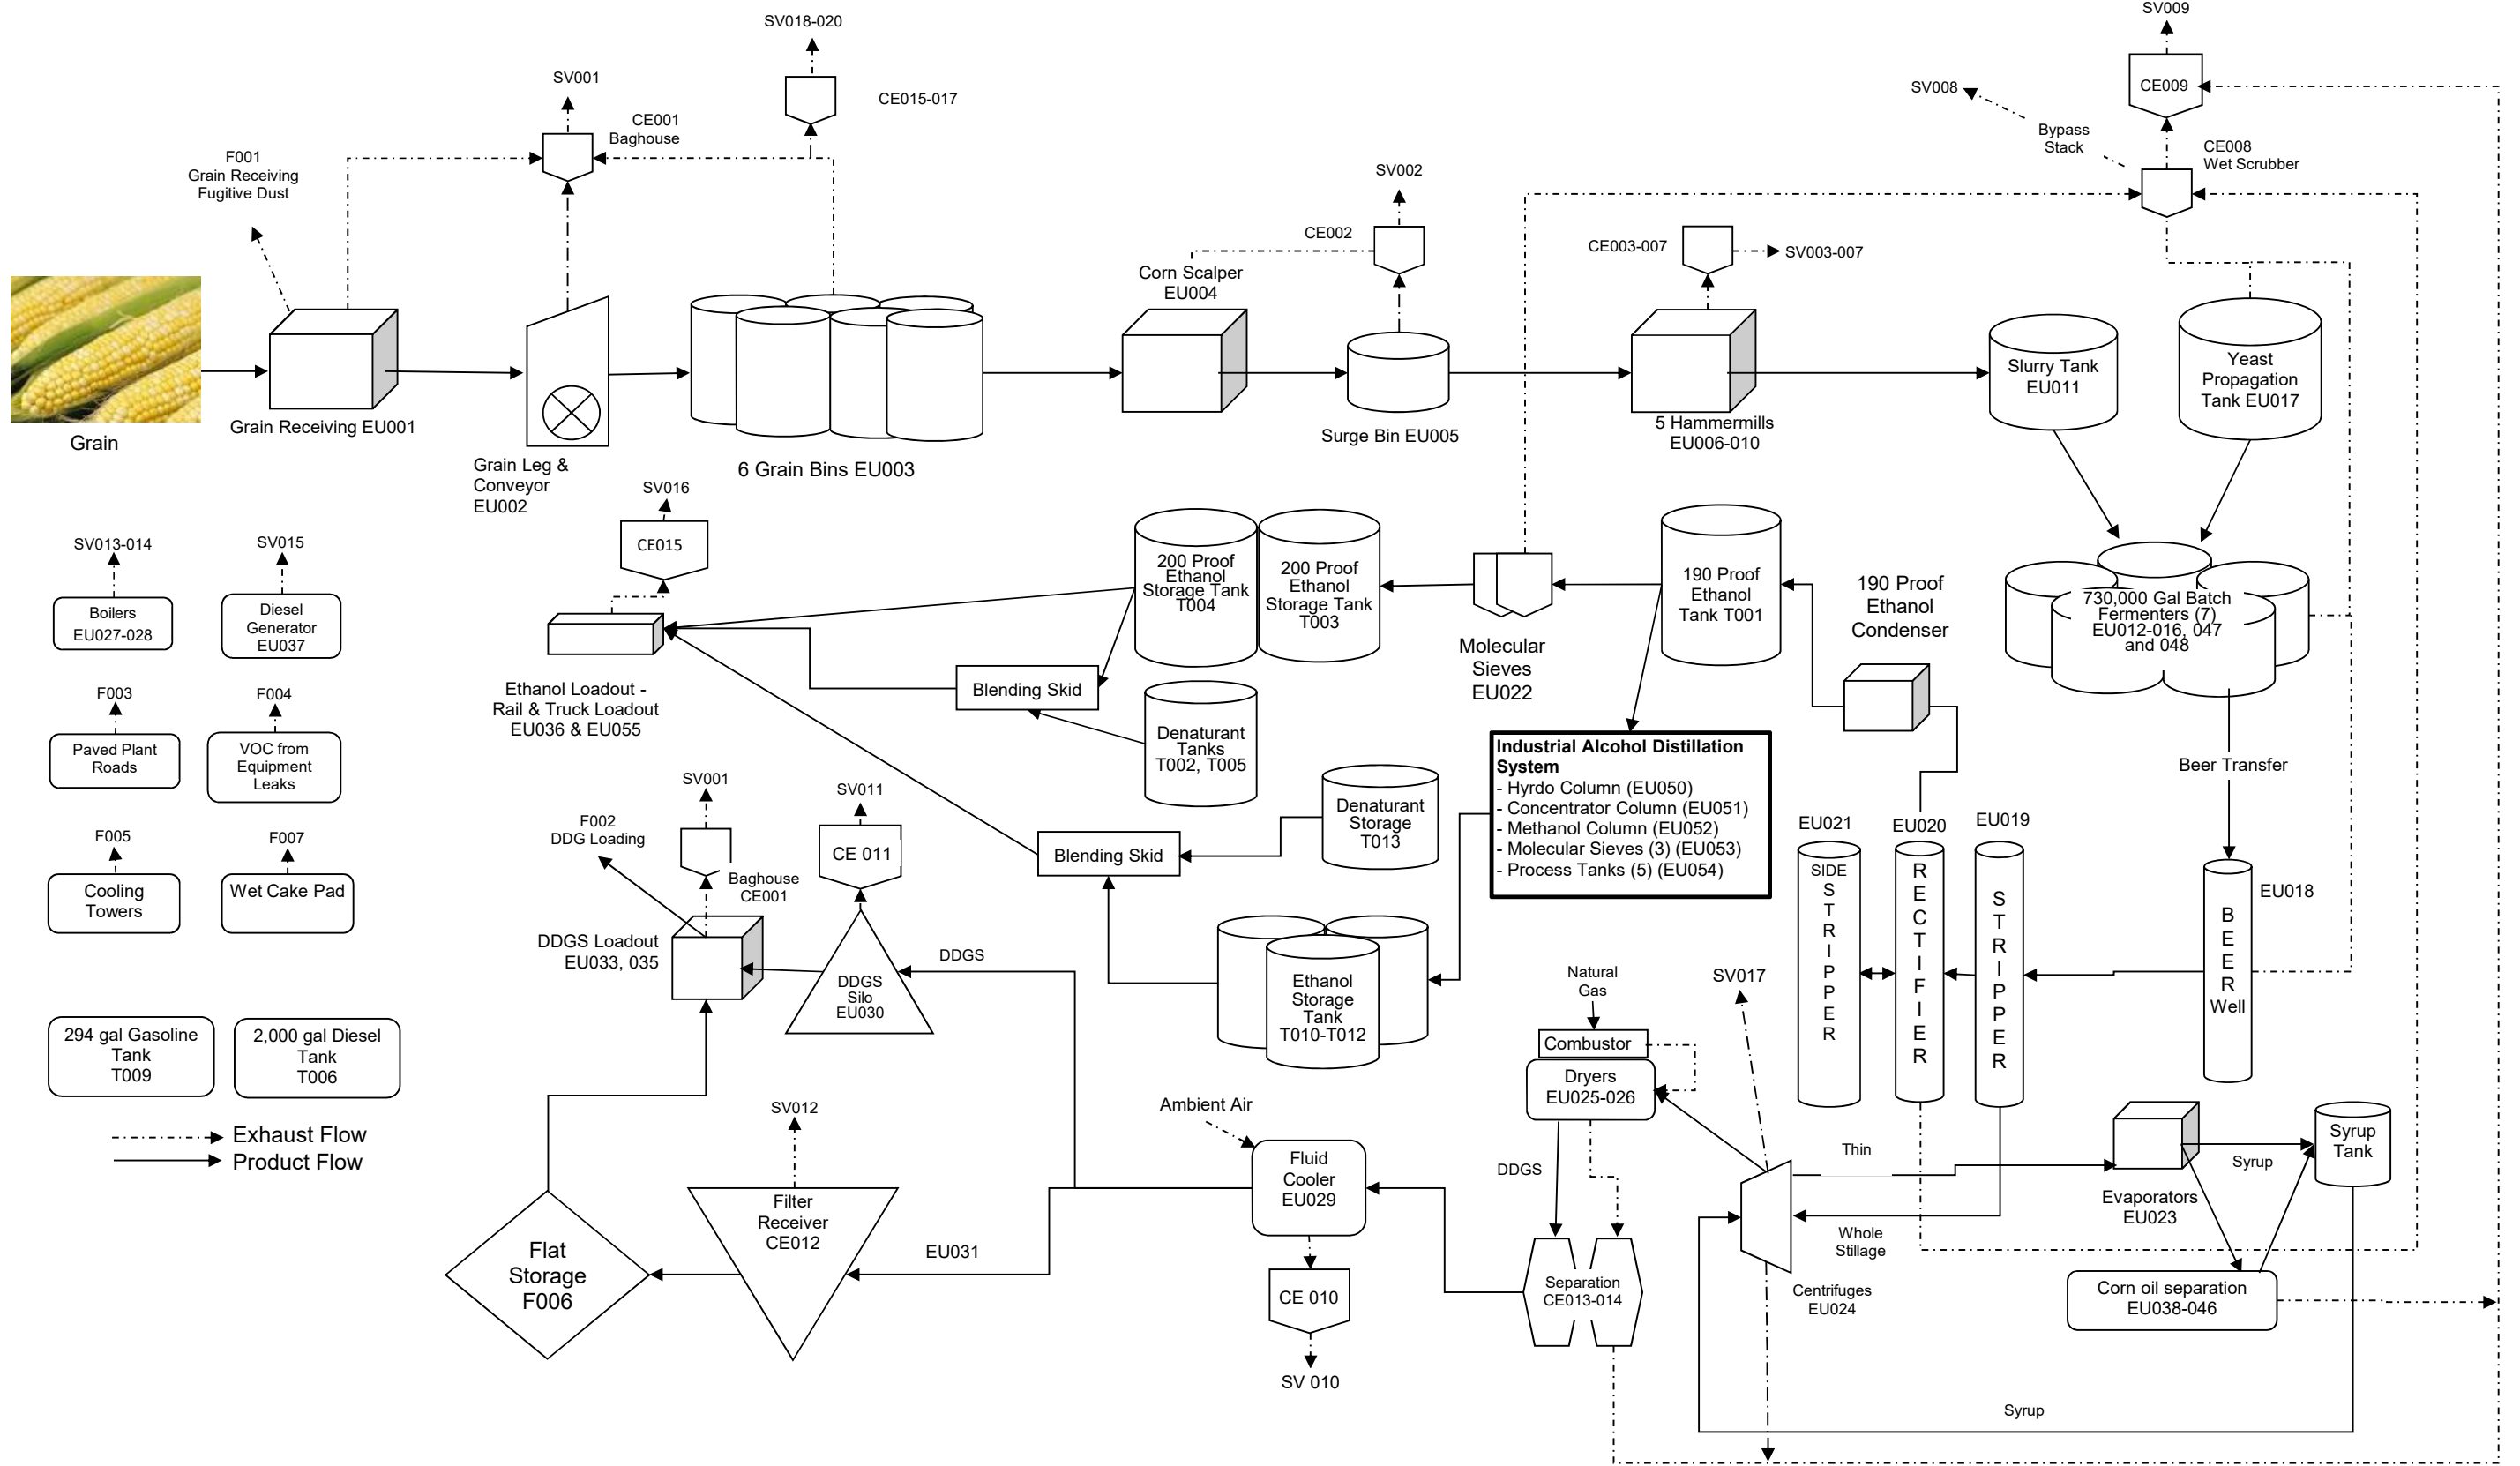 SV009
SV018-020
SV001
SV008
CE009
CE015-017
CE001
Baghouse
Bypass
Stack
CE008
Wet Scrubber
F001
Grain Receiving
Fugitive Dust
SV002
CE002
CE003-007
SV003-007
Corn Scalper
EU004
Slurry Tank
EU011
Yeast
Propagation
Tank EU017
Grain
Grain Receiving EU001
Grain Leg &
Conveyor
EU002
6 Grain Bins EU003
Surge Bin EU005
5 Hammermills
EU006-010
SV016
CE015
SV013-014
Boilers
EU027-028
SV015
Diesel
Generator
EU037
200 Proof
Ethanol
Storage Tank
T004
200 Proof
Ethanol
Storage Tank
T003
Molecular
Sieves
EU022
190 Proof
Ethanol
Tank T001
190 Proof
Ethanol
Condenser
730,000 Gal Batch
Fermenters (7)
EU012-016, 047
and 048
Ethanol Loadout -
Rail & Truck Loadout
EU036 & EU055
Blending Skid
Denaturant
Tanks
T002, T005
F003
Paved Plant
Roads
F004
VOC from
Equipment
Leaks
Industrial Alcohol Distillation
System
- Hyrdo Column (EU050)
- Concentrator Column (EU051)
- Methanol Column (EU052)
- Molecular Sieves (3) (EU053)
- Process Tanks (5) (EU054)
Beer Transfer
SV001
SV011
F002
DDG Loading
CE 011
Baghouse
CE001
Blending Skid
Denaturant
Storage
T013
EU021
EU020
EU019
EU018
SIDE
STRIPPER
RECTIFIER
STRIPPER
BEER
Well
F005
Cooling
Towers
F007
Wet Cake Pad
DDGS Loadout
EU033, 035
DDGS
Silo
EU030
DDGS
Ethanol
Storage
Tank
T010-T012
Natural
Gas
SV017
Combustor
Dryers
EU025-026
294 gal Gasoline
Tank
T009
2,000 gal Diesel
Tank
T006
Exhaust Flow
Product Flow
SV012
Ambient Air
Fluid
Cooler
EU029
DDGS
Thin
Syrup
Syrup
Tank
Evaporators
EU023
Whole
Stillage
Flat
Storage
F006
Filter
Receiver
CE012
EU031
CE 010
SV 010
Separation
CE013-014
Centrifuges
EU024
Corn oil separation
EU038-046
Syrup